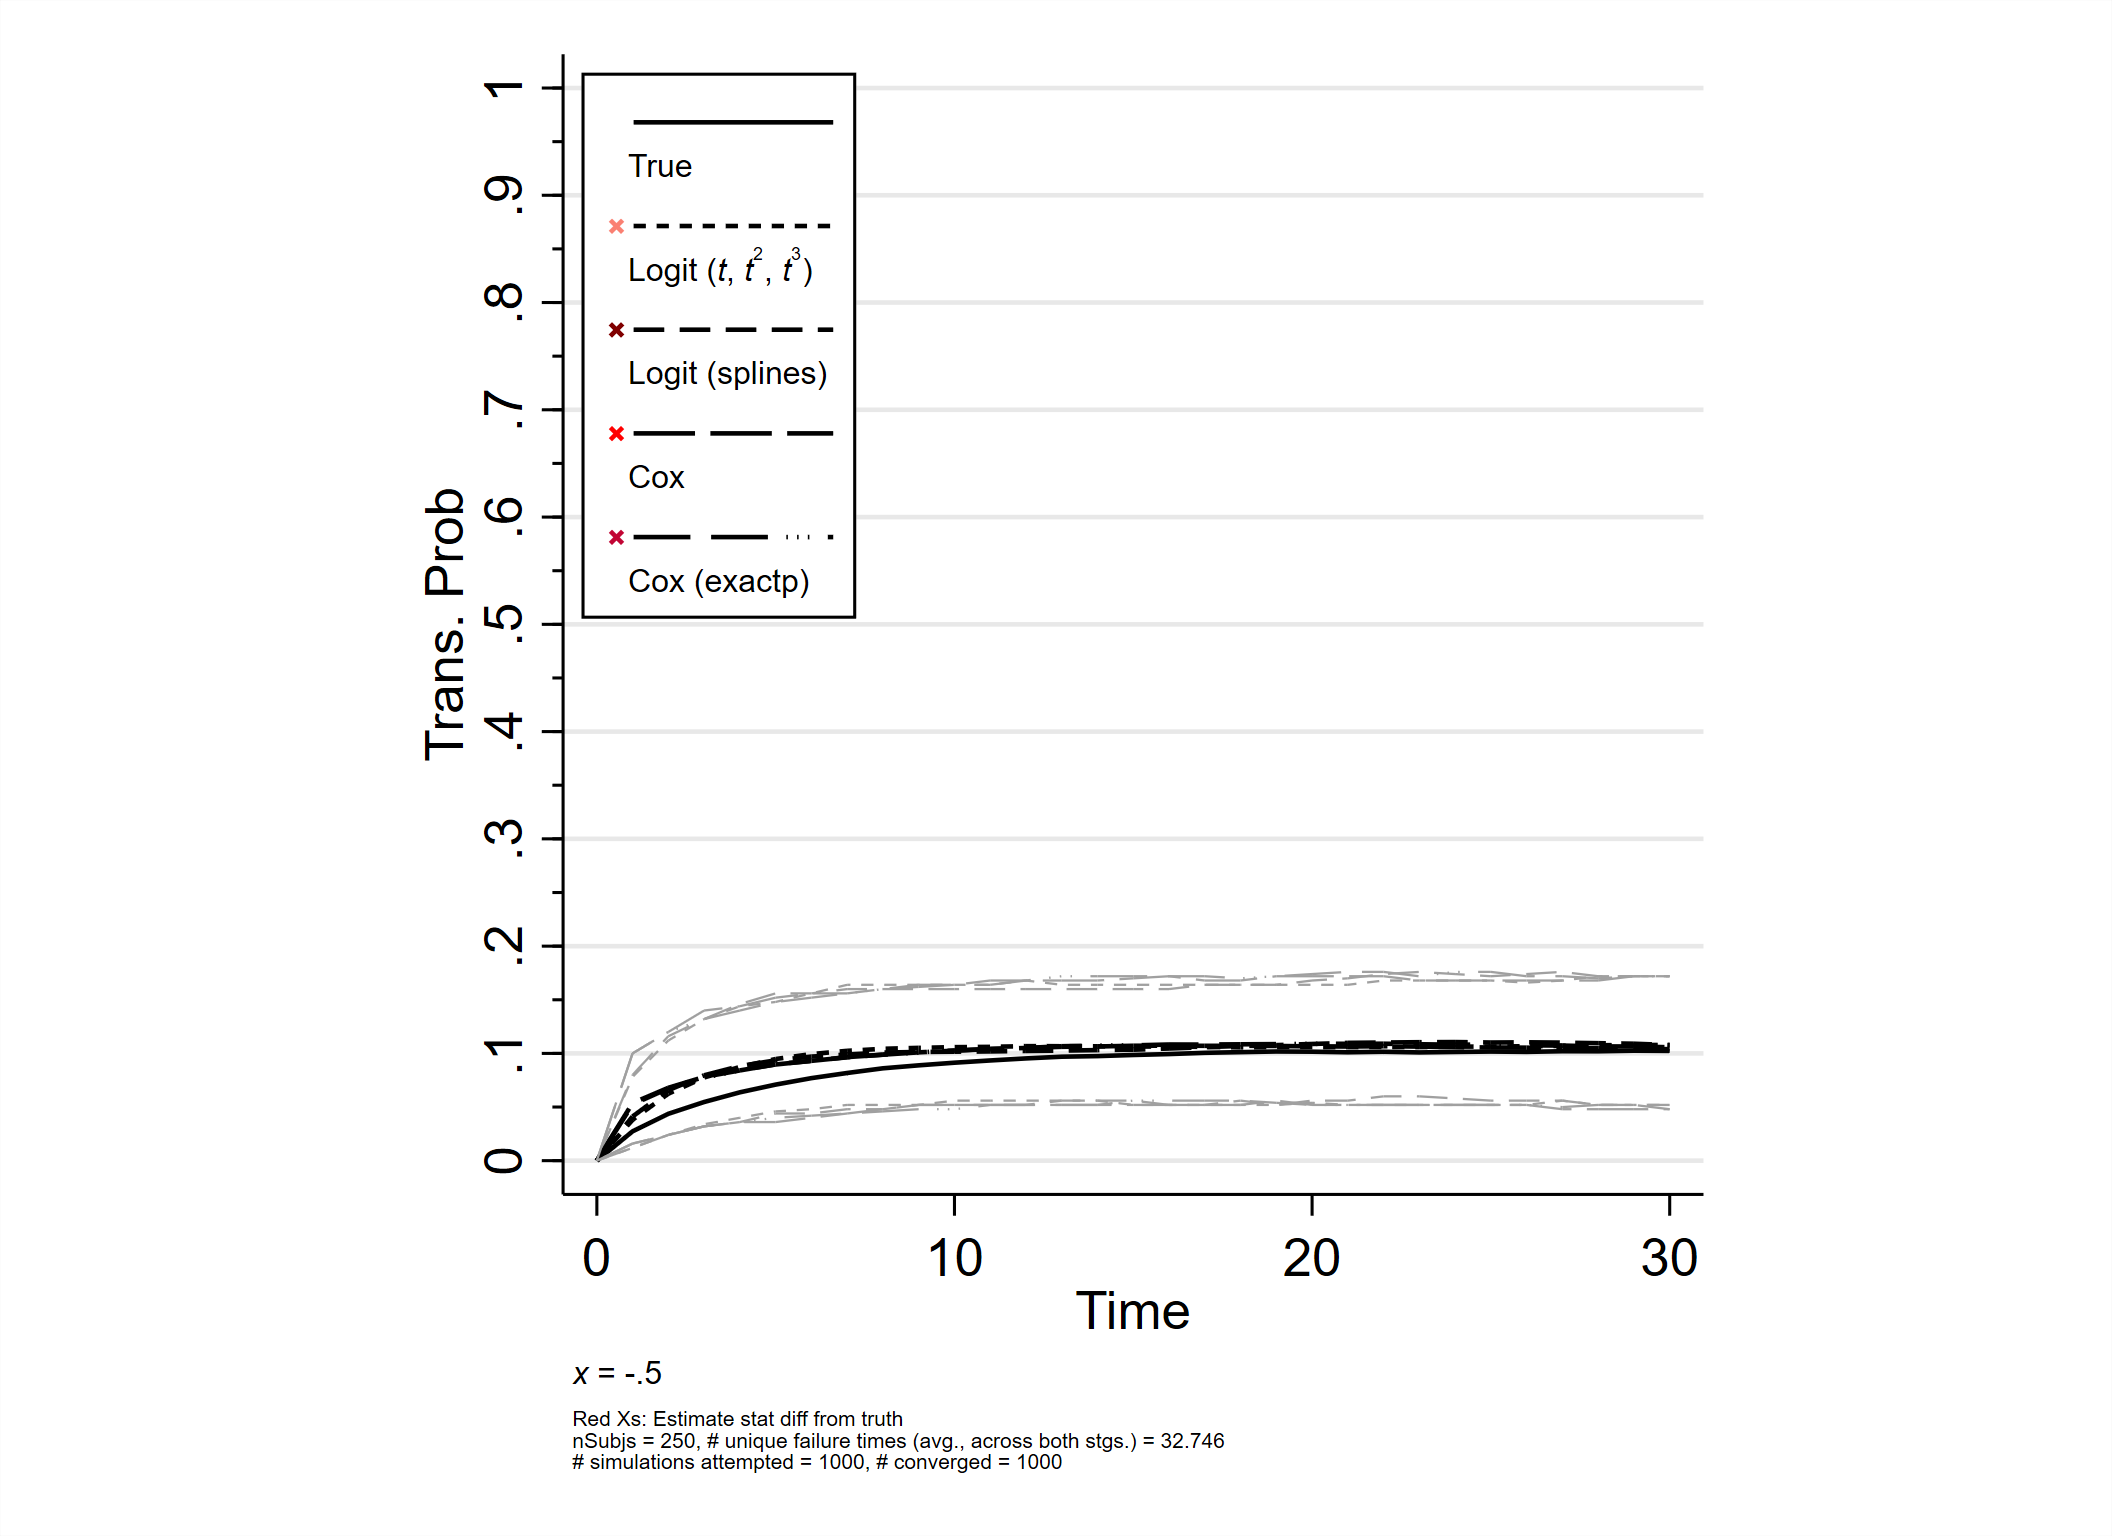 Trans. Prob
1
.9
.8
.7
.6
.5
.4
.3
.2
.1
0
True
Logit (t, t², t³)
Logit (splines)
Cox
Cox (exactp)
0 10 20 30
Time
x = -.5
Red Xs: Estimate stat diff from truth
nSubjs = 250, # unique failure times (avg., across both stgs.) = 32.746
# simulations attempted = 1000, # converged = 1000